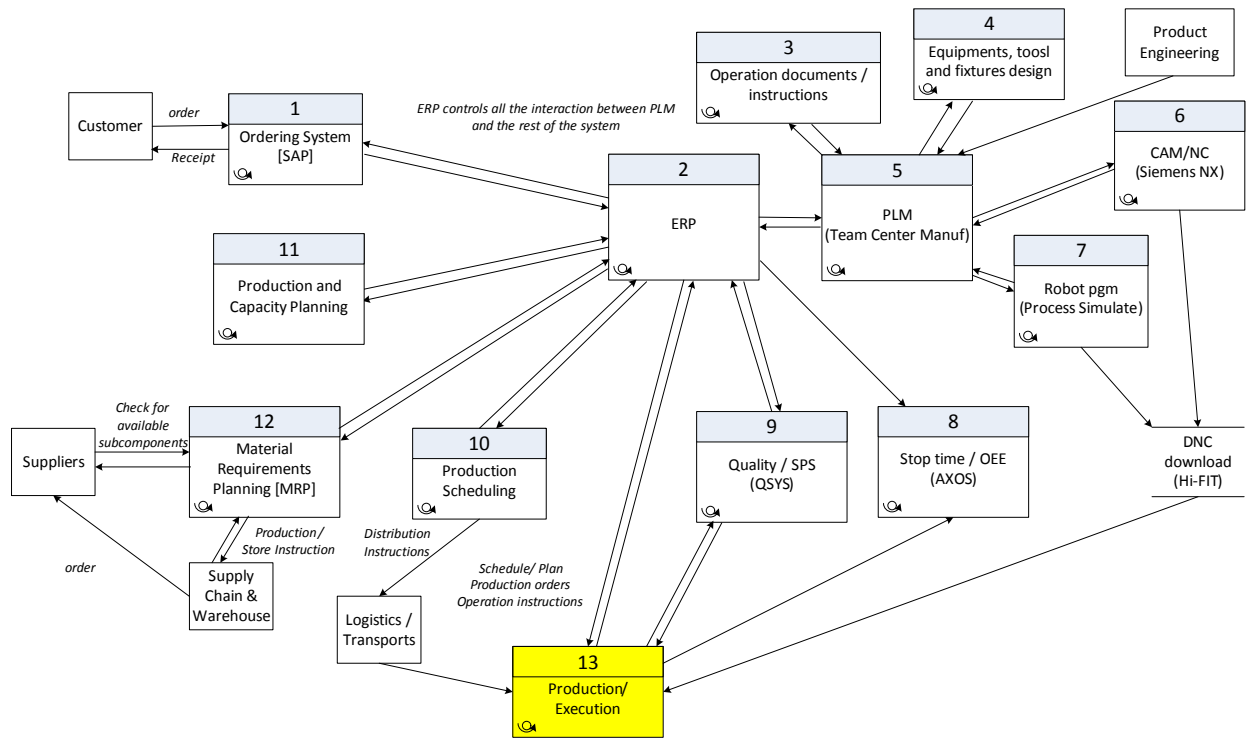 4
Equipments, toosl
and fixtures design
Product
Engineering
3
Operation documents /
instructions
Customer
order
Receipt
1
Ordering System
[SAP]
ERP controls all the interaction between PLM
and the rest of the system
6
CAM/NC
(Siemens NX)
2
ERP
5
PLM
(Team Center Manuf)
11
Production and
Capacity Planning
7
Robot pgm
(Process Simulate)
Check for
available
subcomponents
Suppliers
12
Material
Requirements
Planning [MRP]
10
Production
Scheduling
9
Quality / SPS
(QSYS)
8
Stop time / OEE
(AXOS)
DNC
download
(Hi-FIT)
Production/
Store Instruction
Distribution
Instructions
order
Supply
Chain &
Warehouse
Schedule/ Plan
Production orders
Operation instructions
Logistics /
Transports
13
Production/
Execution